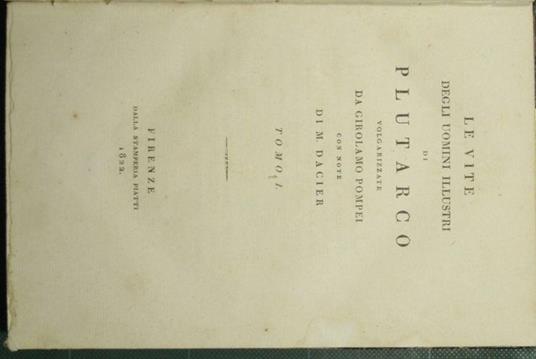 LE VITE
DEGLI UOMINI ILLUSTRI
DI
PLUTARCO
VOLGARIZZATE
DA GIROLAMO POMPEI
CON NOTE
DI M. DACIER
TOMO I.
FIRENZE
DALLA STAMPERIA PIATTI
1822.